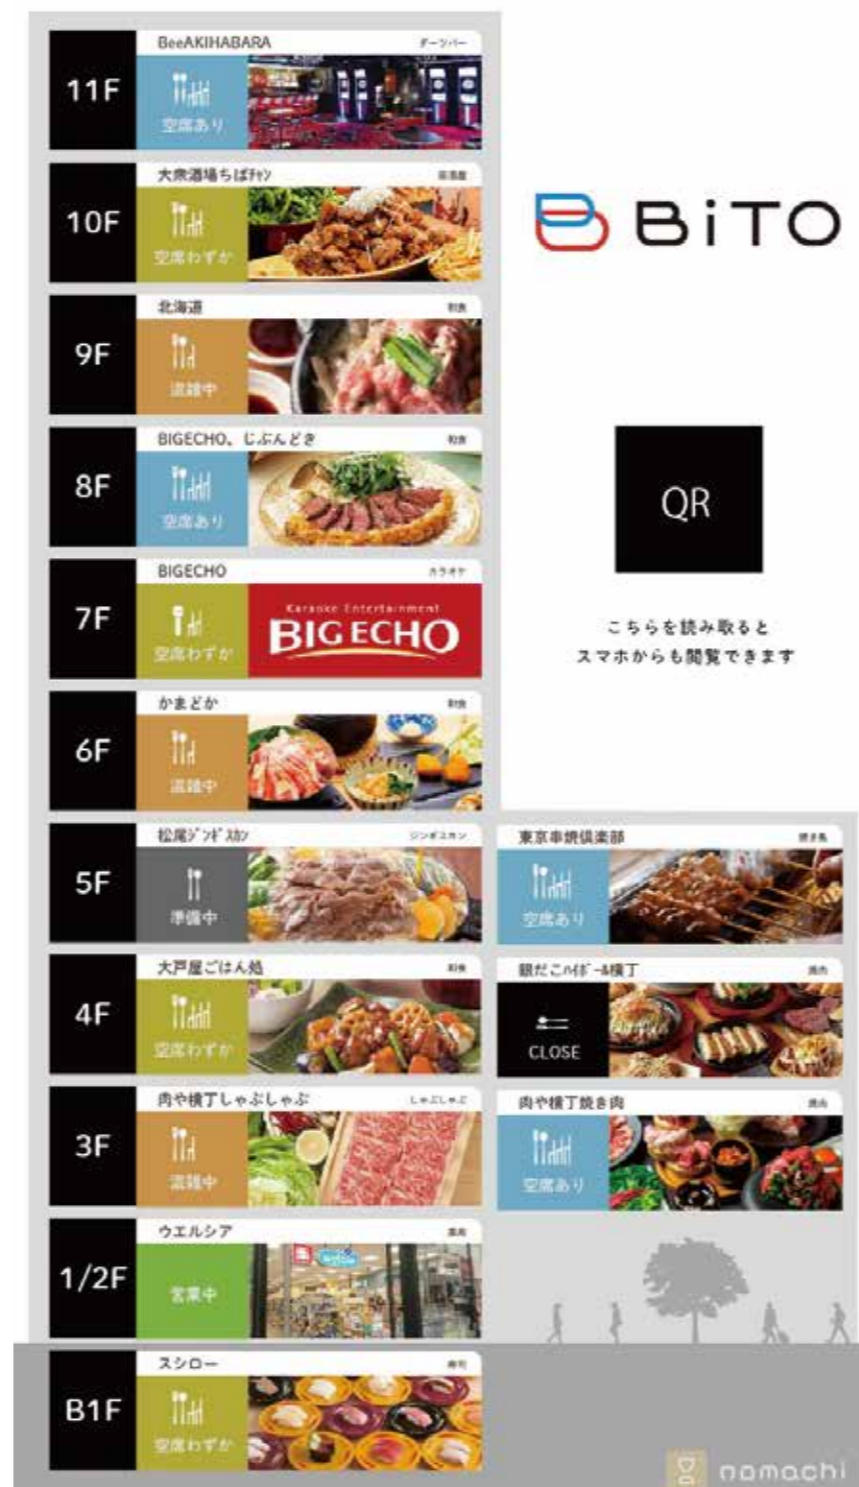 BeeAKIHABARA ダーツバー
11F
空席あり
大衆酒場ちばチャン 居酒屋
10F
空席わずか
北海道 和食
9F
混雑中
BIGECHO、じぶんどき 和食
8F
空席あり
BIGECHO カラオケ
7F
空席わずか
Karaoke Entertainment
BIG ECHO
かまどか 和食
6F
混雑中
松尾ジンギスカン ジンギスカン
5F
準備中
大戸屋ごはん処 和食
4F
空席わずか
肉や横丁しゃぶしゃぶ しゃぶしゃぶ
3F
混雑中
ウエルシア 薬局
1/2F
営業中
スシロー 寿司
B1F
空席わずか
BiTO
QR
こちらを読み取ると
スマホからも閲覧できます
東京串焼倶楽部 焼き鳥
空席あり
銀だこハイボール横丁 焼肉
CLOSE
肉や横丁焼き肉 焼肉
空席あり
nomachi